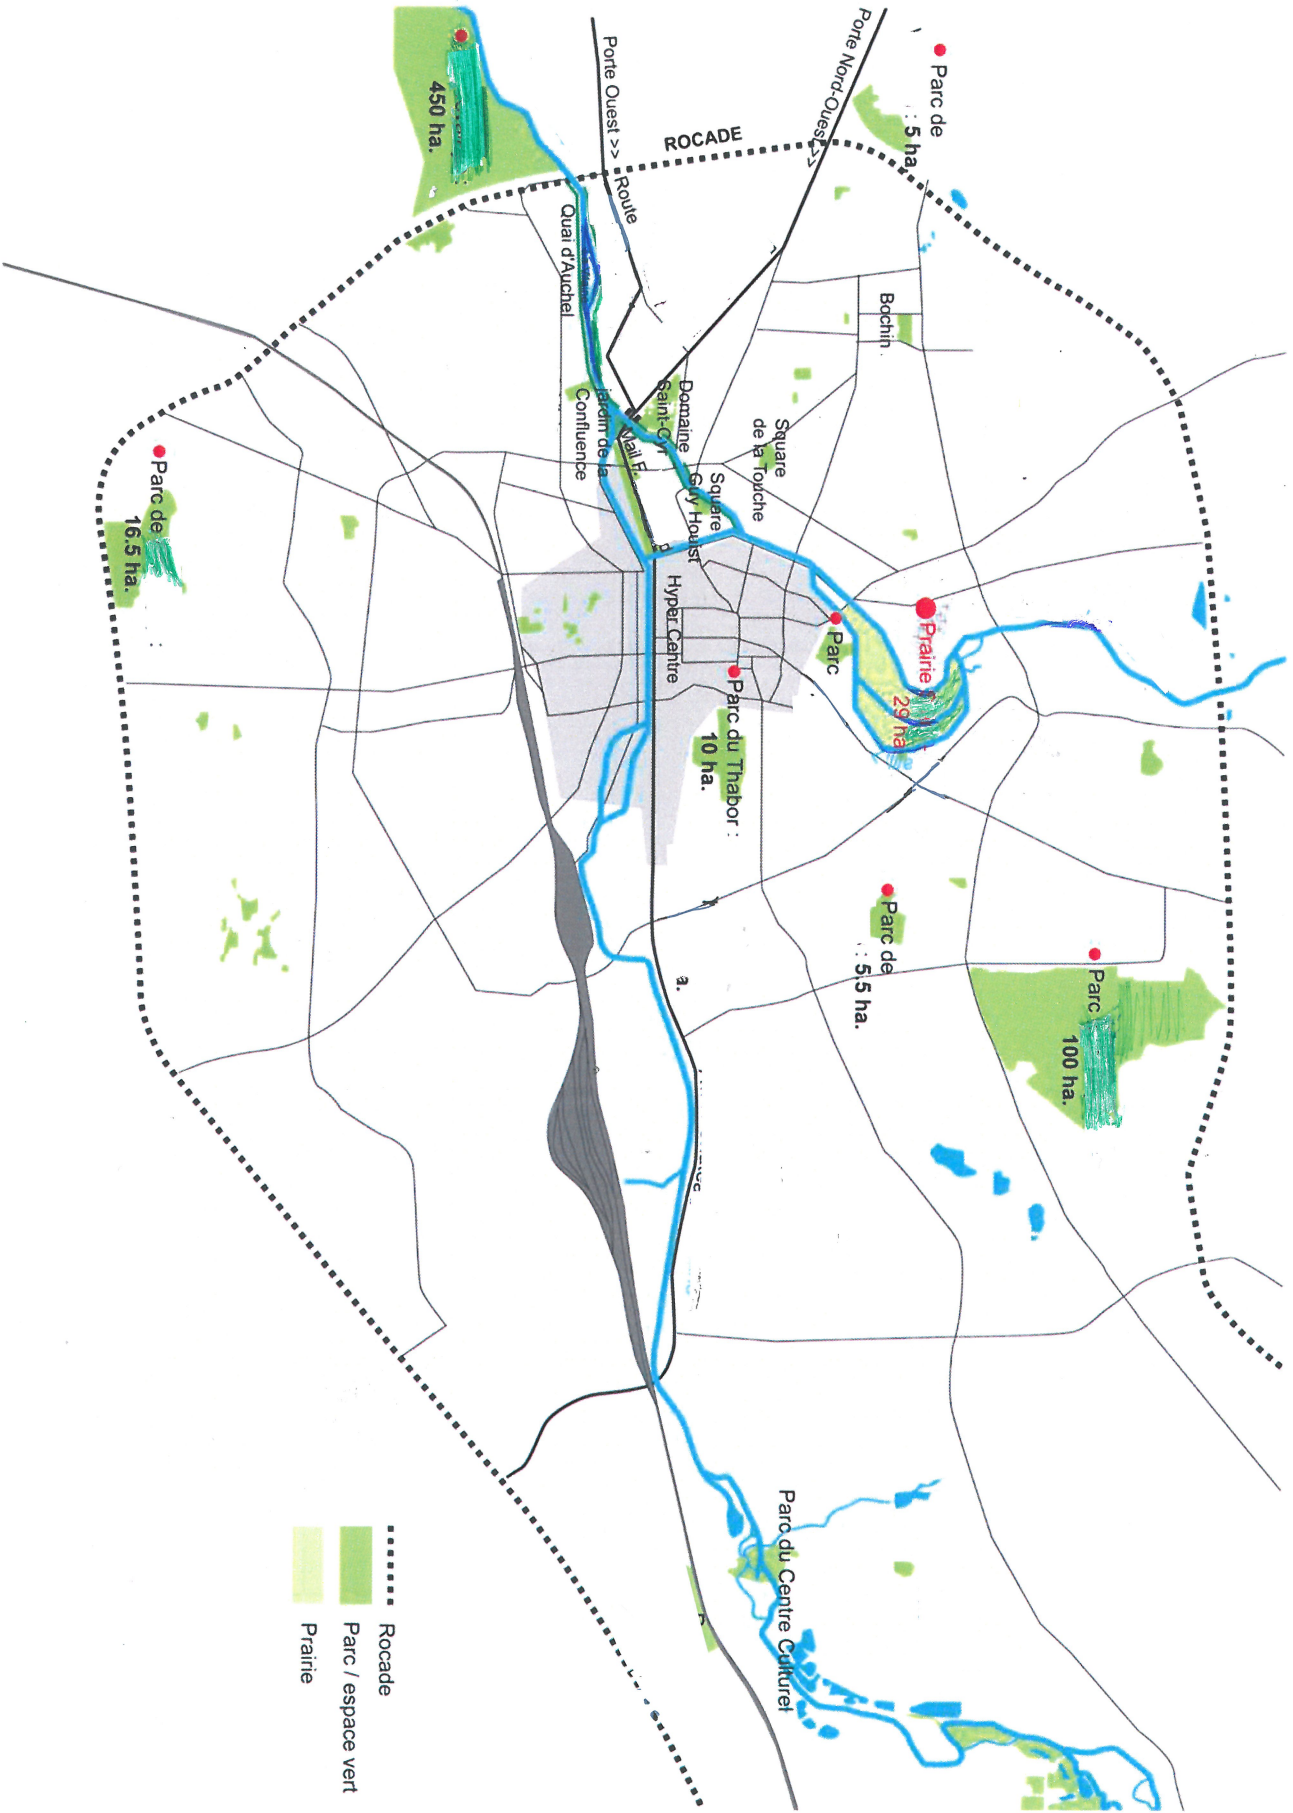 Porte Nord-Ouest >>
Parc de
: 5 ha
Porte Ouest >>
ROCADE
Route
450 ha.
Quai d'Auchel
Bochin
Domaine
Saint-Cyr
Square
de la Touche
Square
Guy Houist
Mail F.
jardin de la
Confluence
Parc de
16.5 ha.
Hyper Centre
Parc
Prairie
29 ha
Parc du Thabor :
10 ha.
Parc de
: 5.5 ha.
Parc
100 ha.
a.
Parc du Centre Culturel
Rocade
Parc / espace vert
Prairie